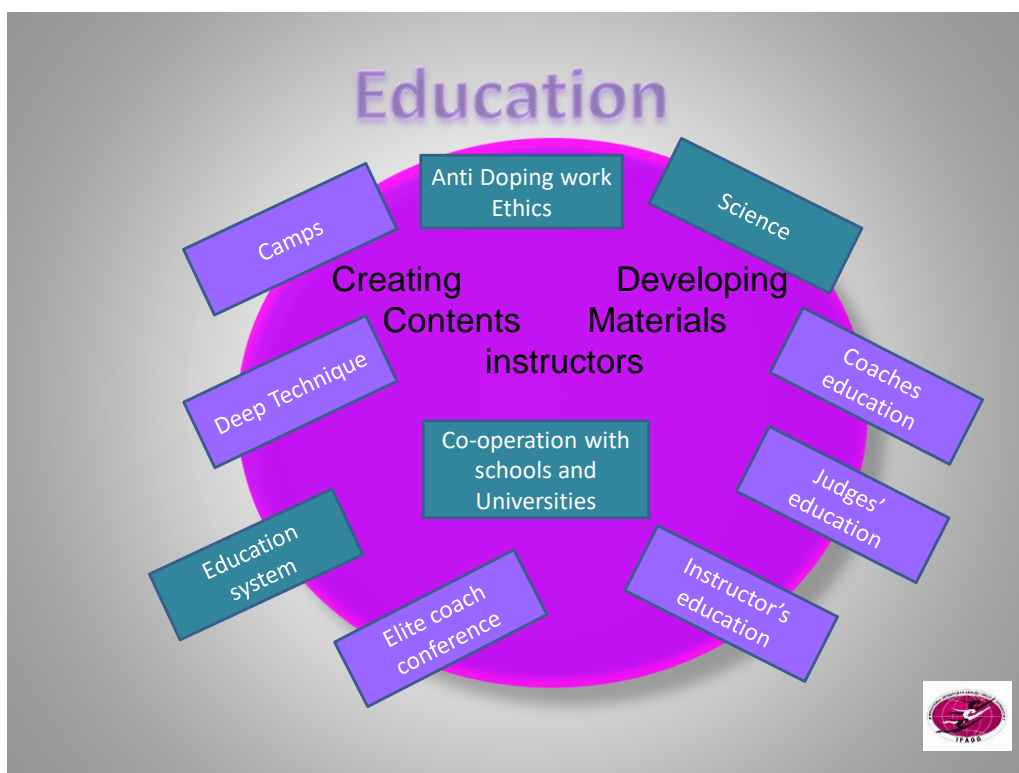 Education
Anti Doping work
Ethics
Science
Camps
Creating
Developing
Contents
Materials
instructors
Deep Technique
Coaches
education
Co-operation with
schools and
Universities
Judges’
education
Education
system
Elite coach
conference
Instructor’s
education
IFAGG